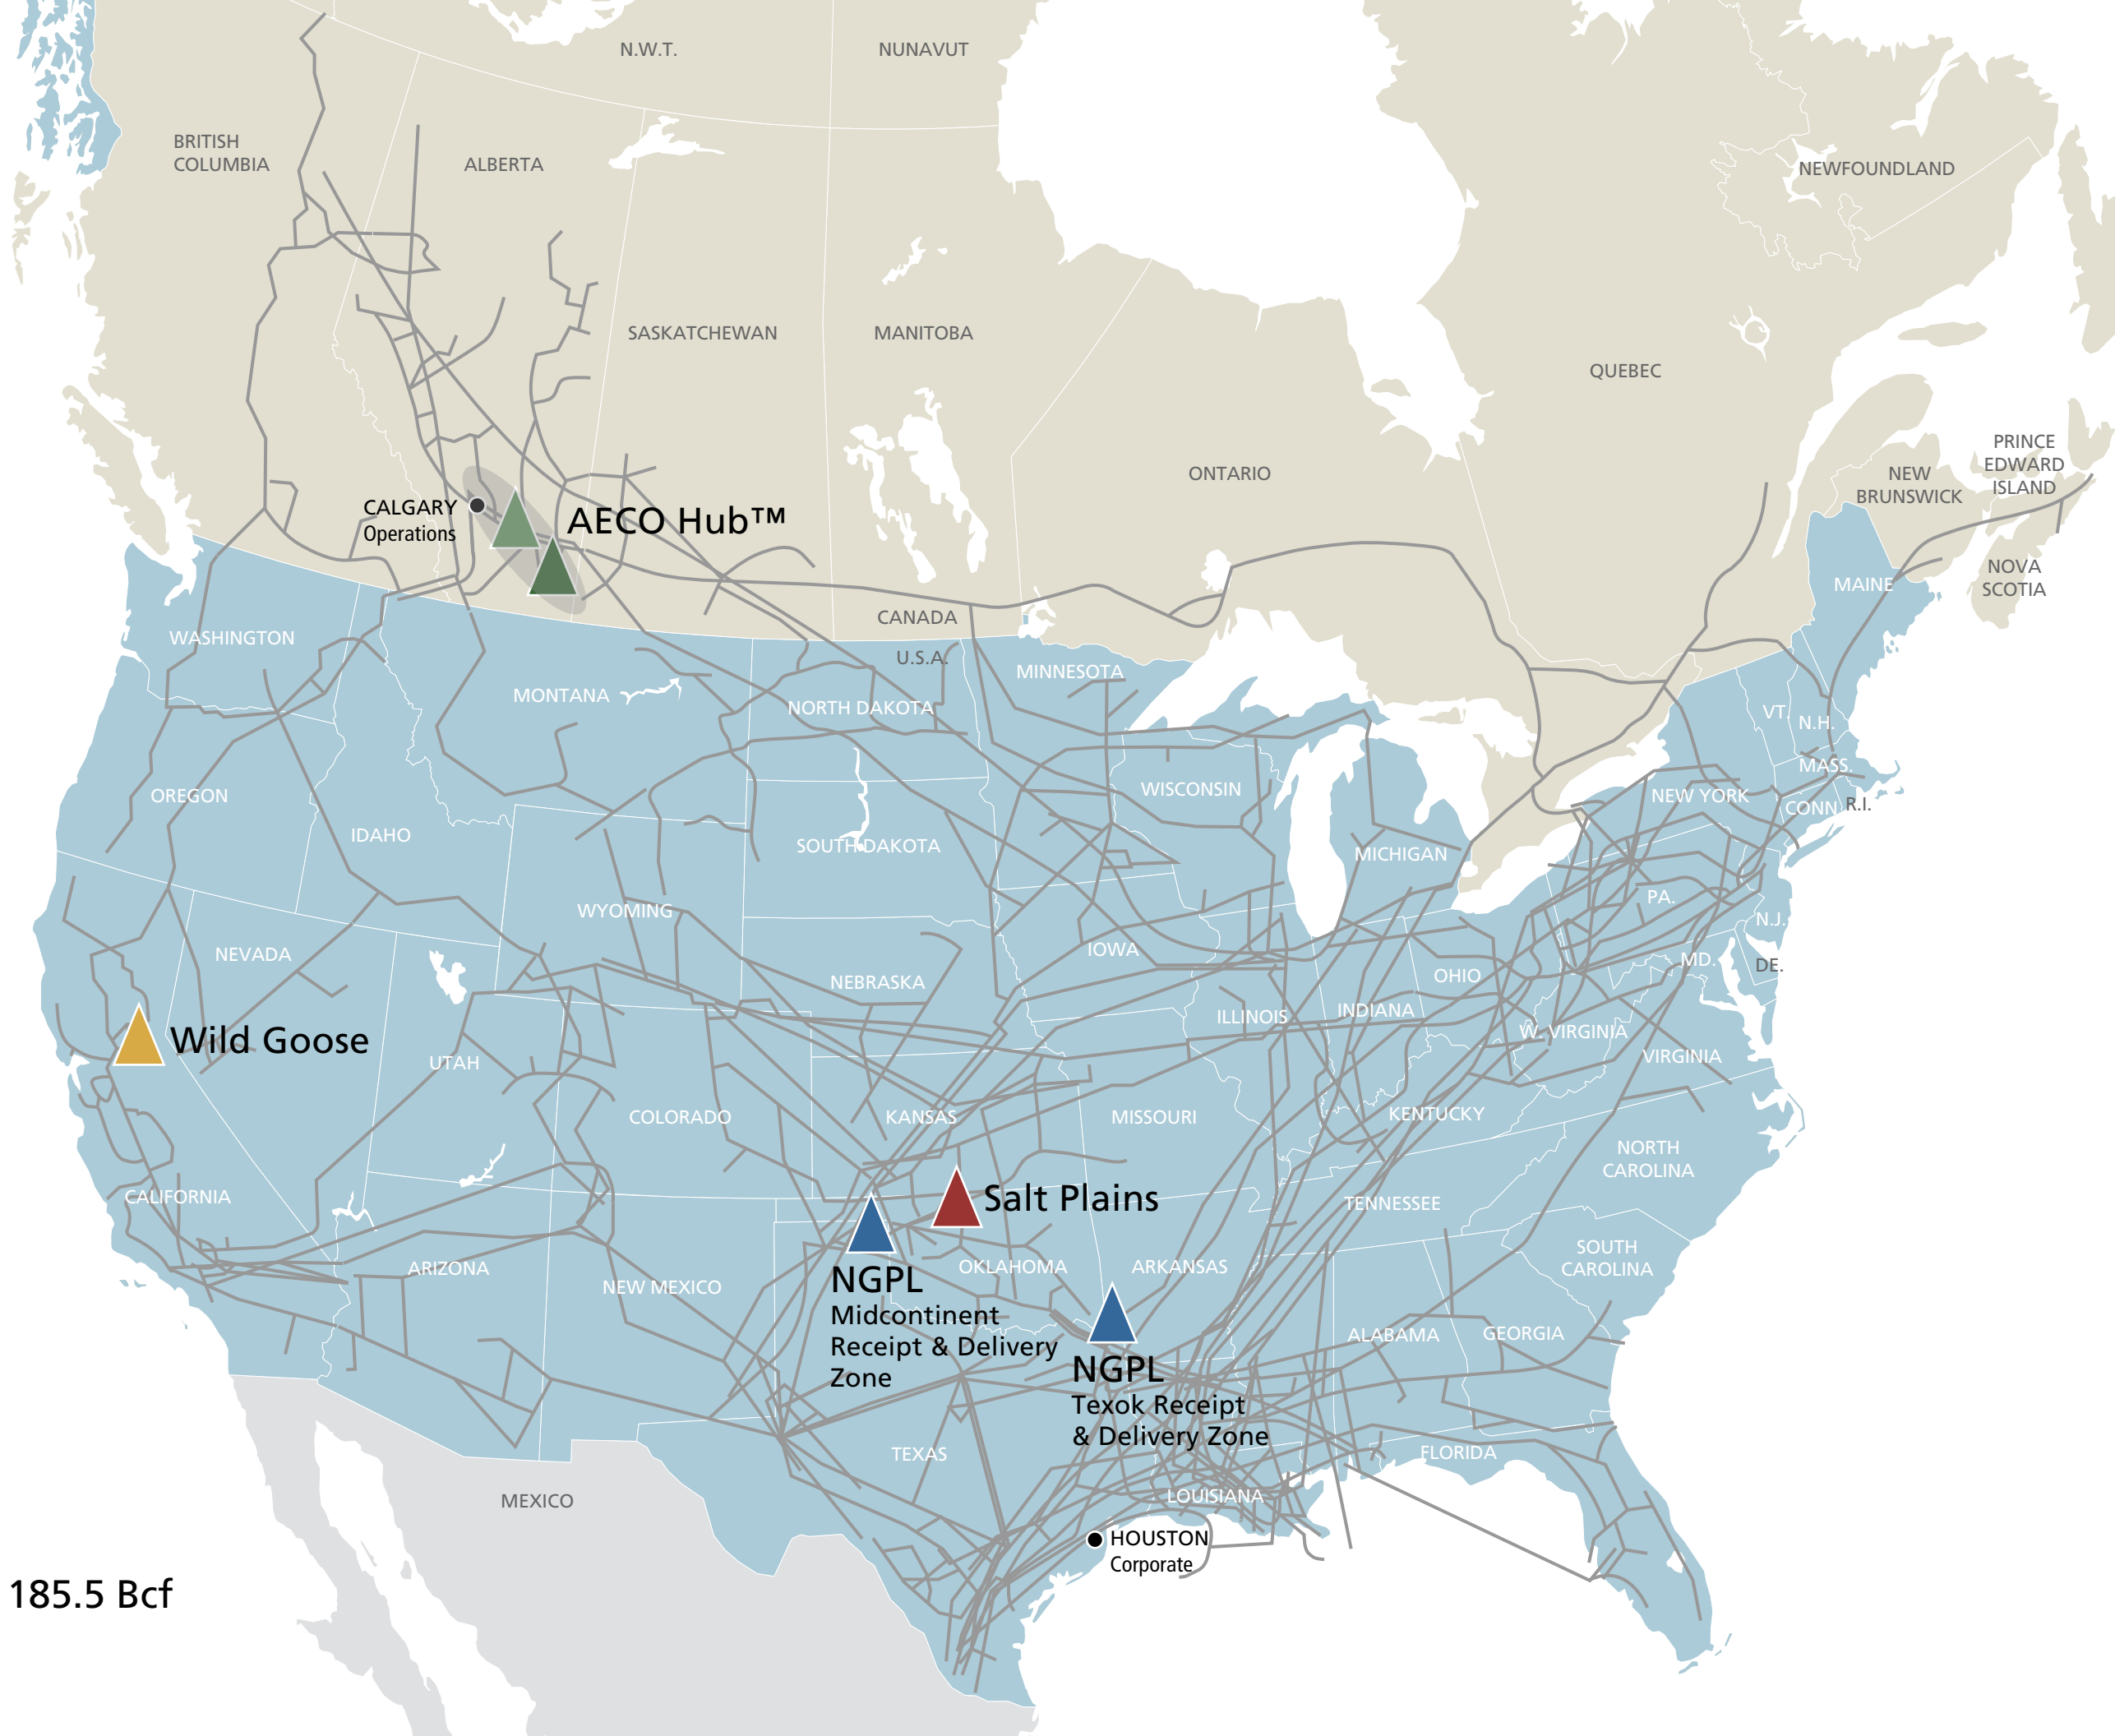 N.W.T.
NUNAVUT
BRITISH
COLUMBIA
ALBERTA
NEWFOUNDLAND
SASKATCHEWAN
MANITOBA
QUEBEC
ONTARIO
PRINCE
EDWARD
ISLAND
NEW
BRUNSWICK
CALGARY
Operations
AECO Hub™
NOVA
SCOTIA
MAINE
CANADA
U.S.A.
WASHINGTON
MINNESOTA
MONTANA
NORTH DAKOTA
VT.
N.H.
MASS.
WISCONSIN
NEW YORK
CONN.
R.I.
OREGON
IDAHO
SOUTH DAKOTA
MICHIGAN
PA.
WYOMING
N.J.
NEVADA
IOWA
NEBRASKA
OHIO
MD.
DE.
ILLINOIS
INDIANA
W. VIRGINIA
Wild Goose
UTAH
VIRGINIA
COLORADO
KANSAS
MISSOURI
KENTUCKY
NORTH
CAROLINA
CALIFORNIA
Salt Plains
TENNESSEE
ARIZONA
NEW MEXICO
OKLAHOMA
ARKANSAS
SOUTH
CAROLINA
NGPL
Midcontinent
Receipt & Delivery
Zone
ALABAMA
GEORGIA
NGPL
Texok Receipt
& Delivery Zone
TEXAS
FLORIDA
MEXICO
LOUISIANA
HOUSTON
Corporate
185.5 Bcf